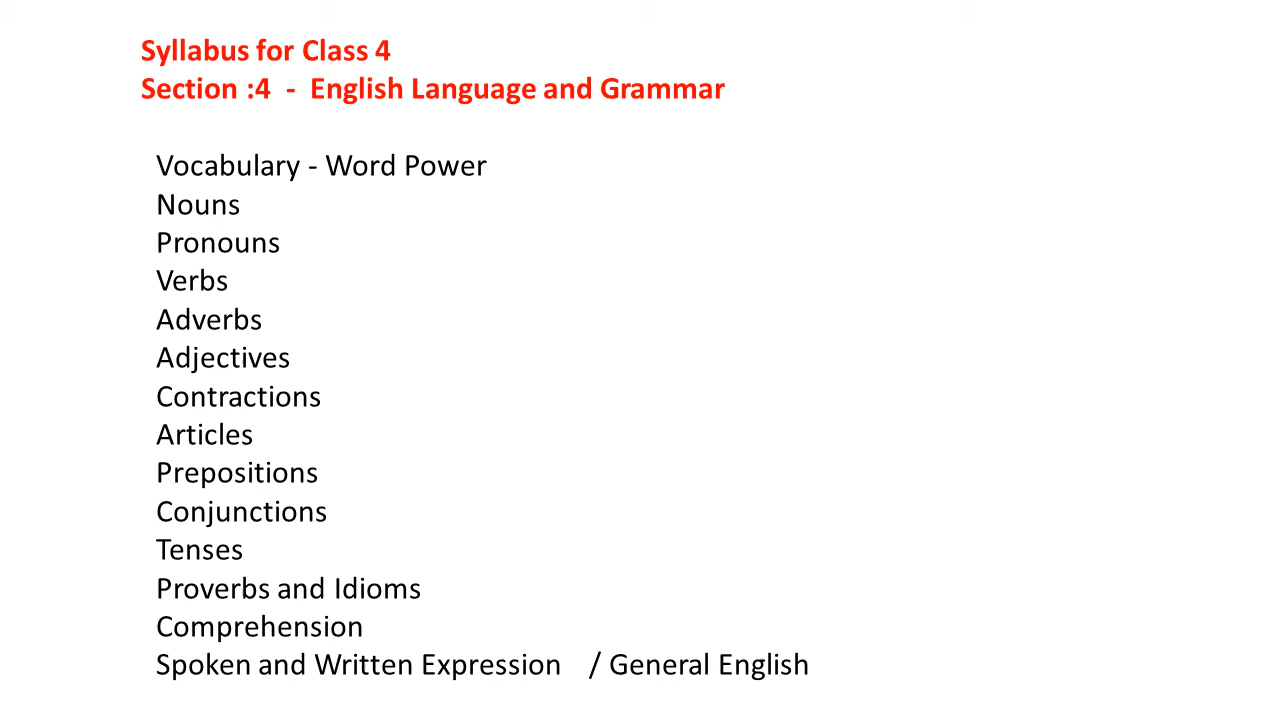 Syllabus for Class 4
Section :4 - English Language and Grammar
Vocabulary - Word Power
Nouns
Pronouns
Verbs
Adverbs
Adjectives
Contractions
Articles
Prepositions
Conjunctions
Tenses
Proverbs and Idioms
Comprehension
Spoken and Written Expression / General English